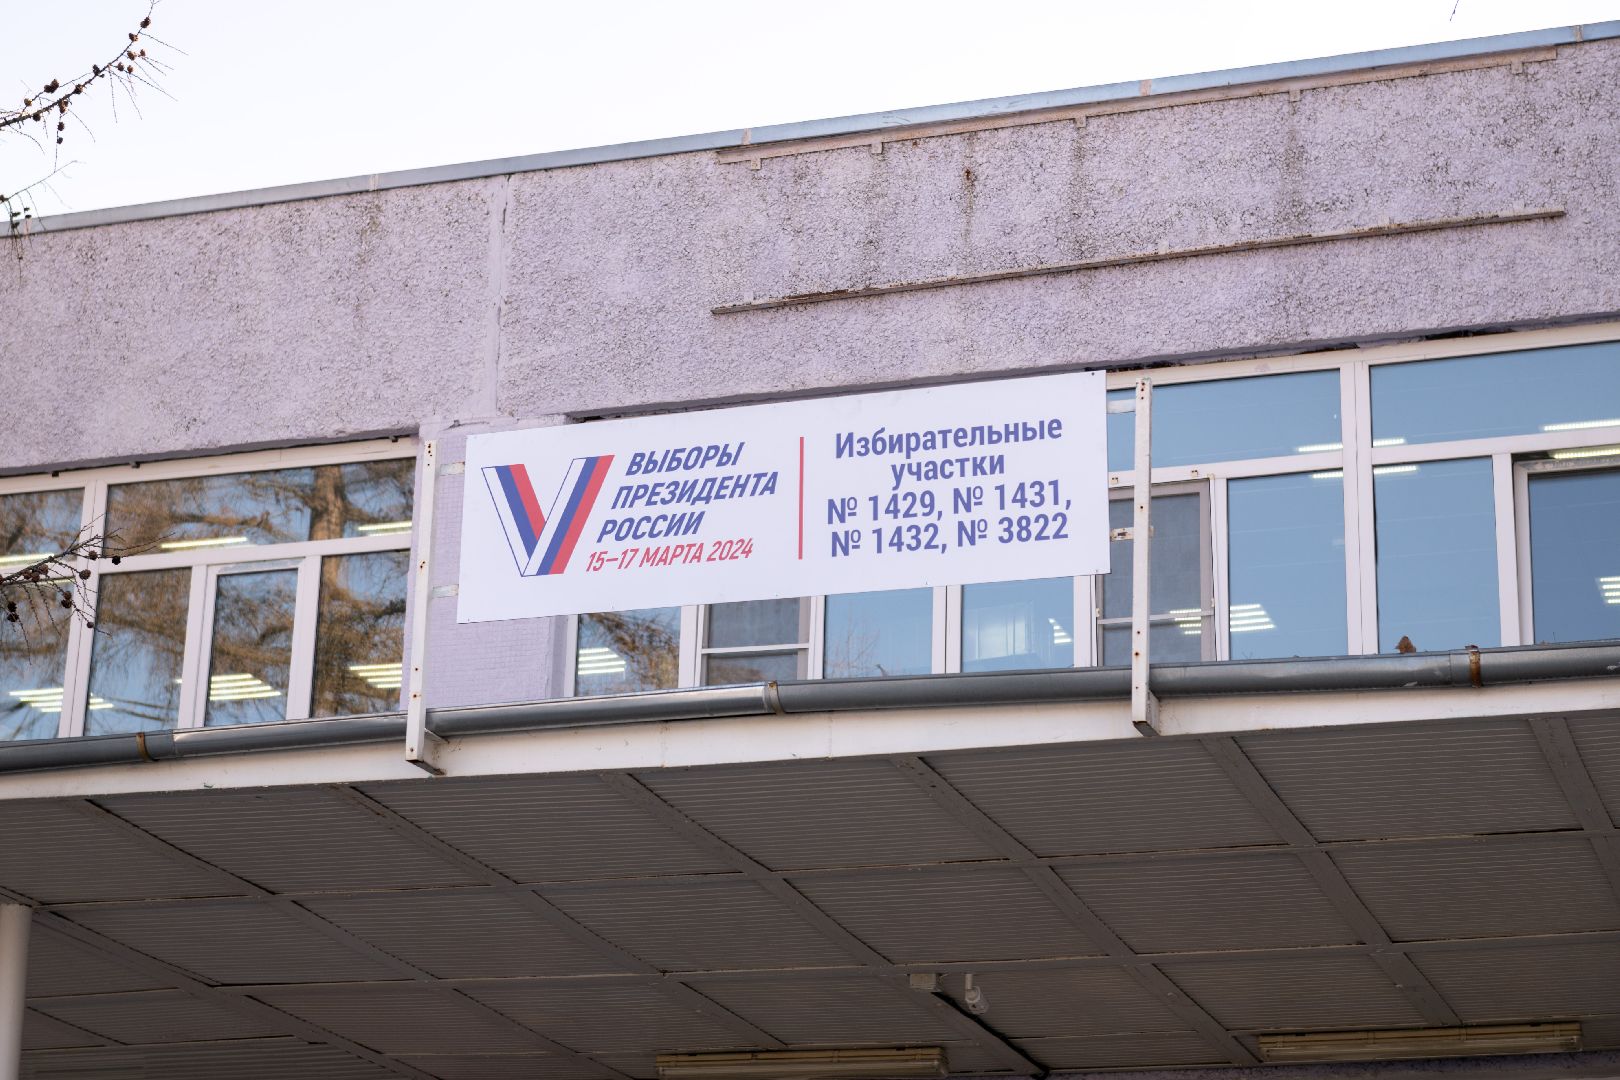 ВЫБОРЫ
ПРЕЗИДЕНТА
РОССИИ
15–17 МАРТА 2024
Избирательные
участки
№ 1429, № 1431,
№ 1432, № 3822